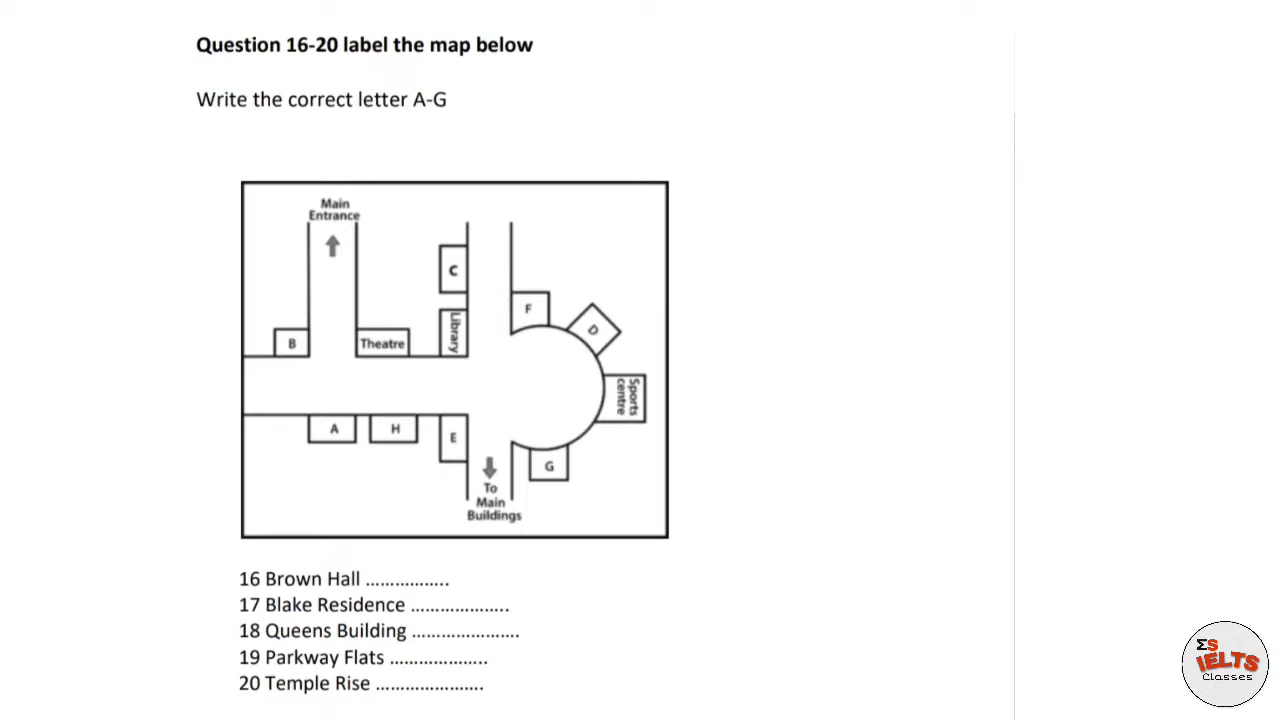 Question 16-20 label the map below
Write the correct letter A-G
Main
Entrance
C
F
B
Theatre
Library
D
Sports
centre
A
H
E
G
To
Main
Buildings
16 Brown Hall ……………..
17 Blake Residence ………………..
18 Queens Building ………………….
19 Parkway Flats ………………..
20 Temple Rise ………………….
ΣS
IELTS
Classes